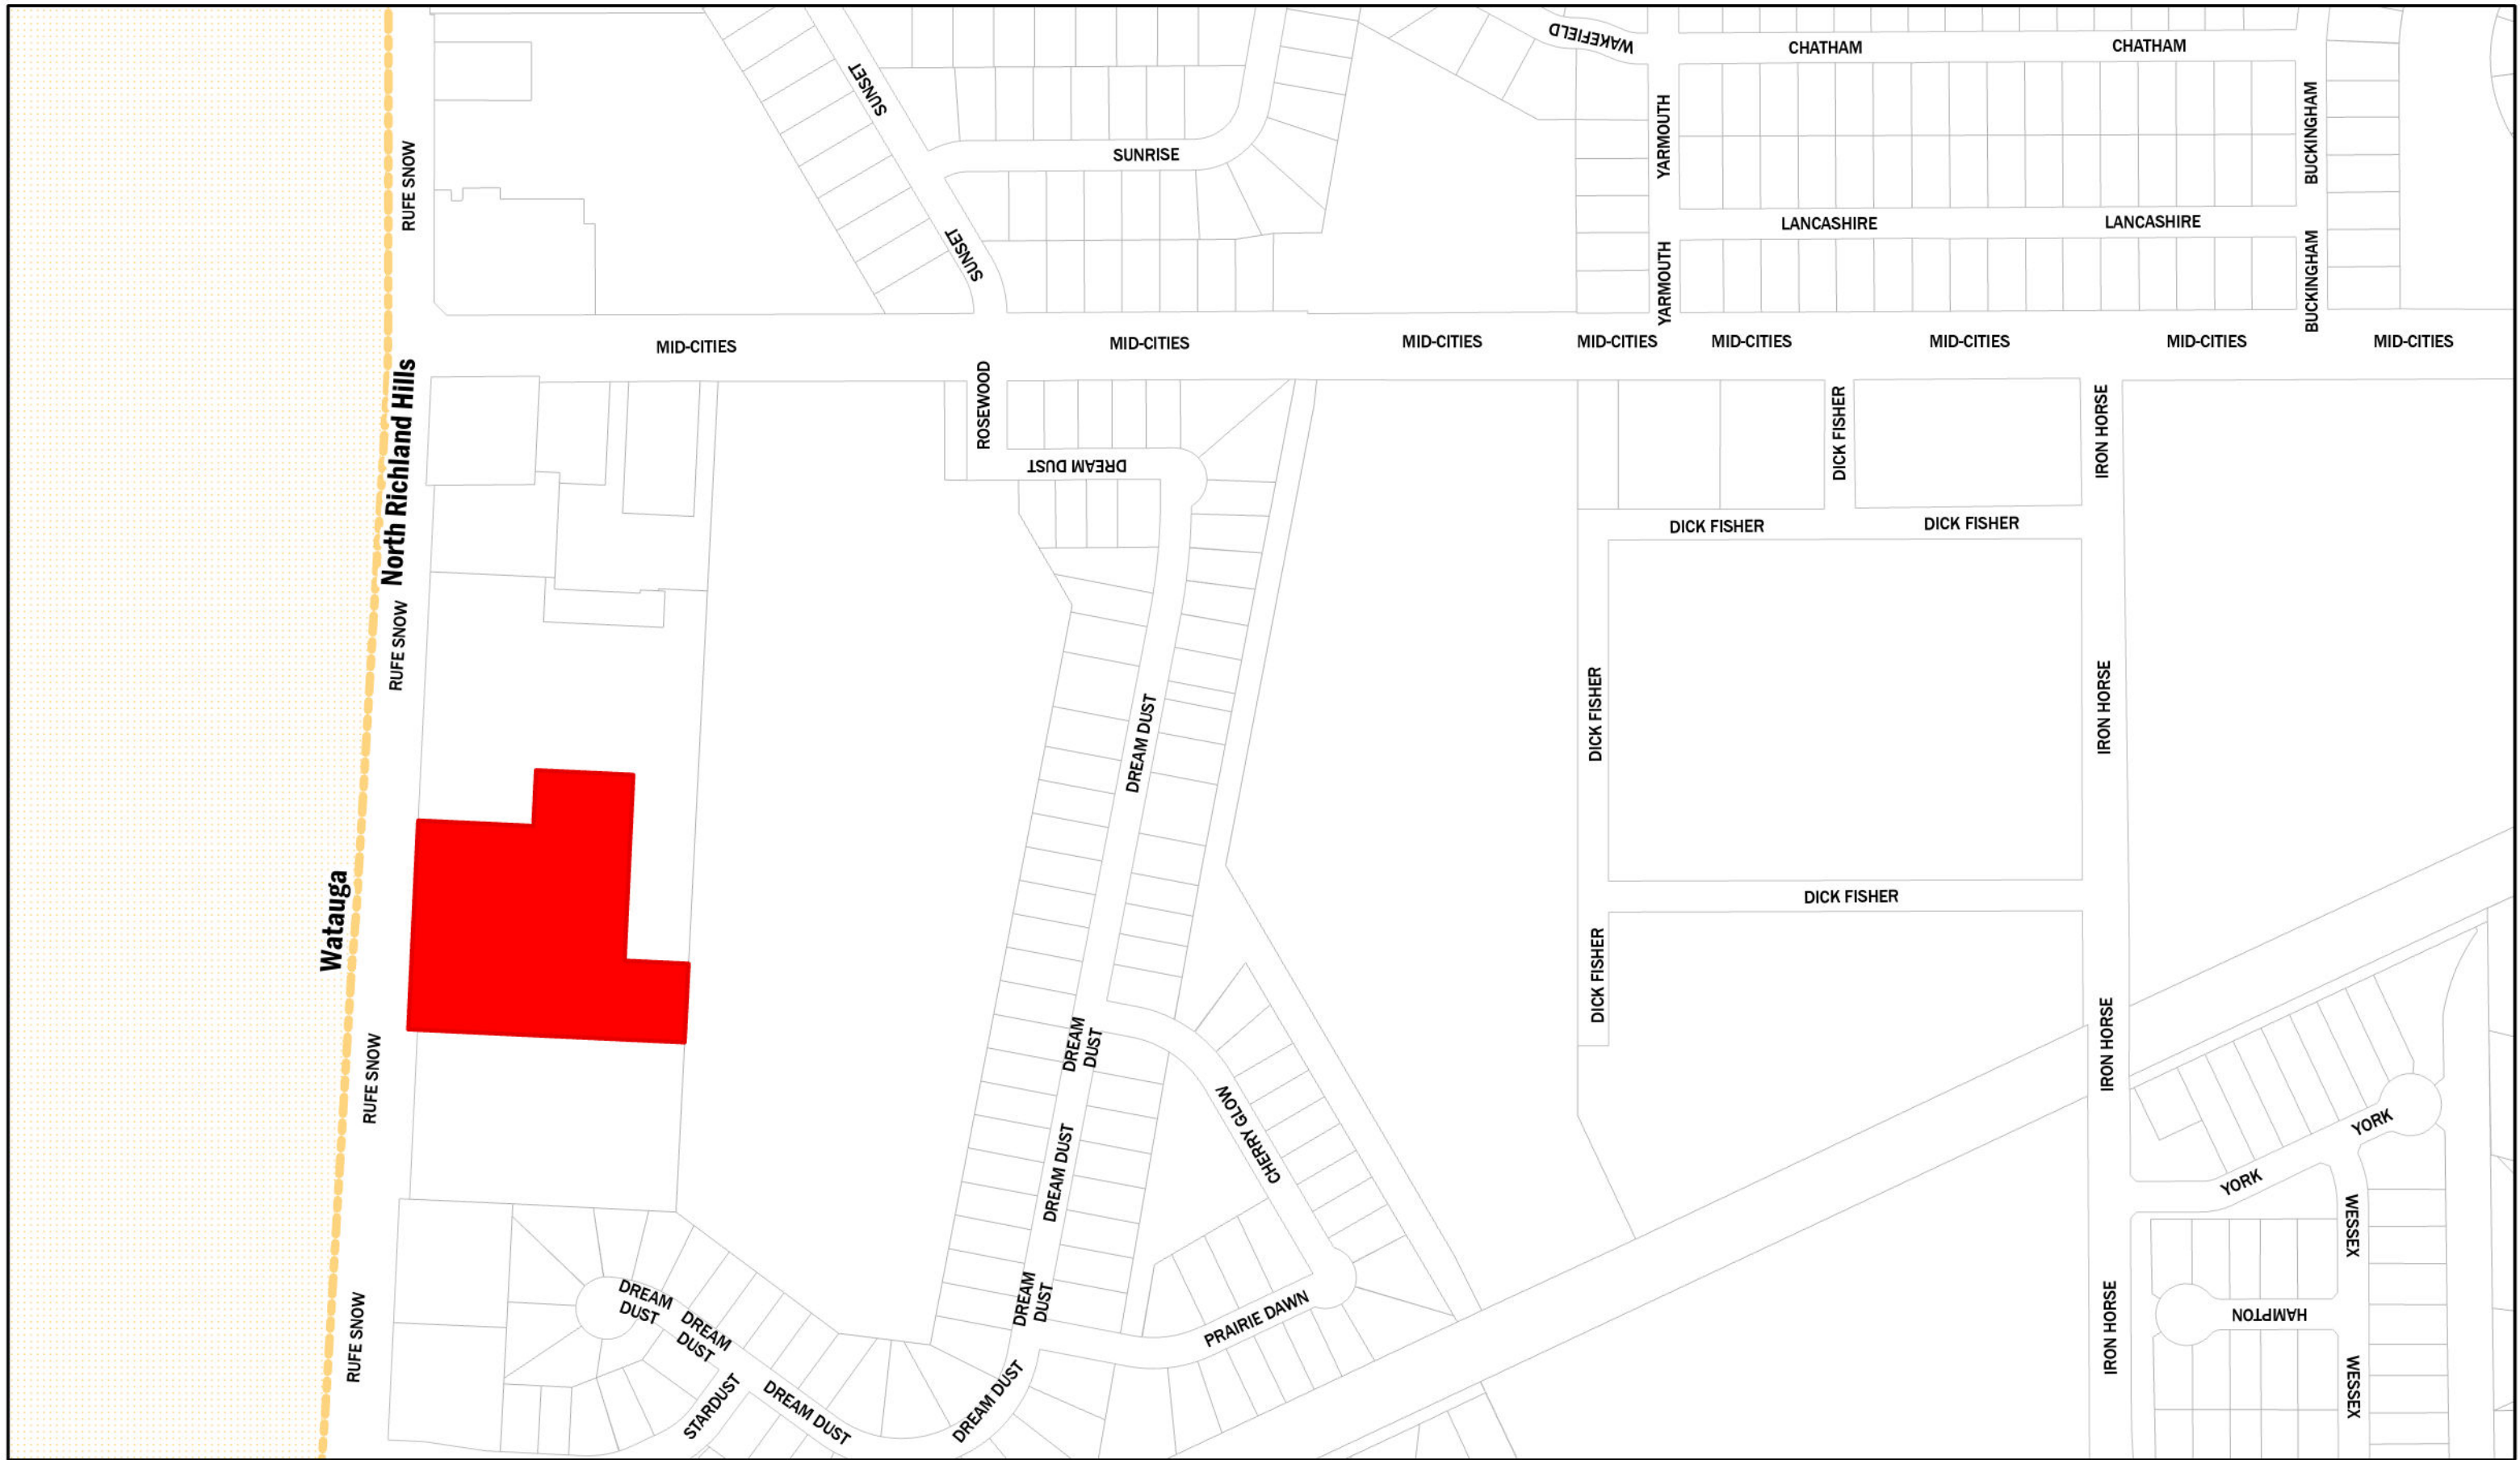 WAKEFIELD
CHATHAM
CHATHAM
SUNSET
YARMOUTH
BUCKINGHAM
SUNRISE
RUFE SNOW
LANCASHIRE
LANCASHIRE
SUNSET
YARMOUTH
BUCKINGHAM
MID-CITIES
MID-CITIES
MID-CITIES
MID-CITIES
MID-CITIES
MID-CITIES
MID-CITIES
MID-CITIES
North Richland Hills
ROSEWOOD
DICK FISHER
IRON HORSE
DREAM DUST
DICK FISHER
DICK FISHER
RUFE SNOW
DREAM DUST
DICK FISHER
IRON HORSE
Watauga
DICK FISHER
DICK FISHER
RUFE SNOW
DREAM
DUST
IRON HORSE
CHERRY GLOW
DREAM DUST
YORK
YORK
WESSEX
RUFE SNOW
DREAM
DUST
DREAM
DUST
DREAM
DUST
PRAIRIE DAWN
IRON HORSE
HAMPTON
STARDUST
DREAM DUST
DREAM DUST
WESSEX